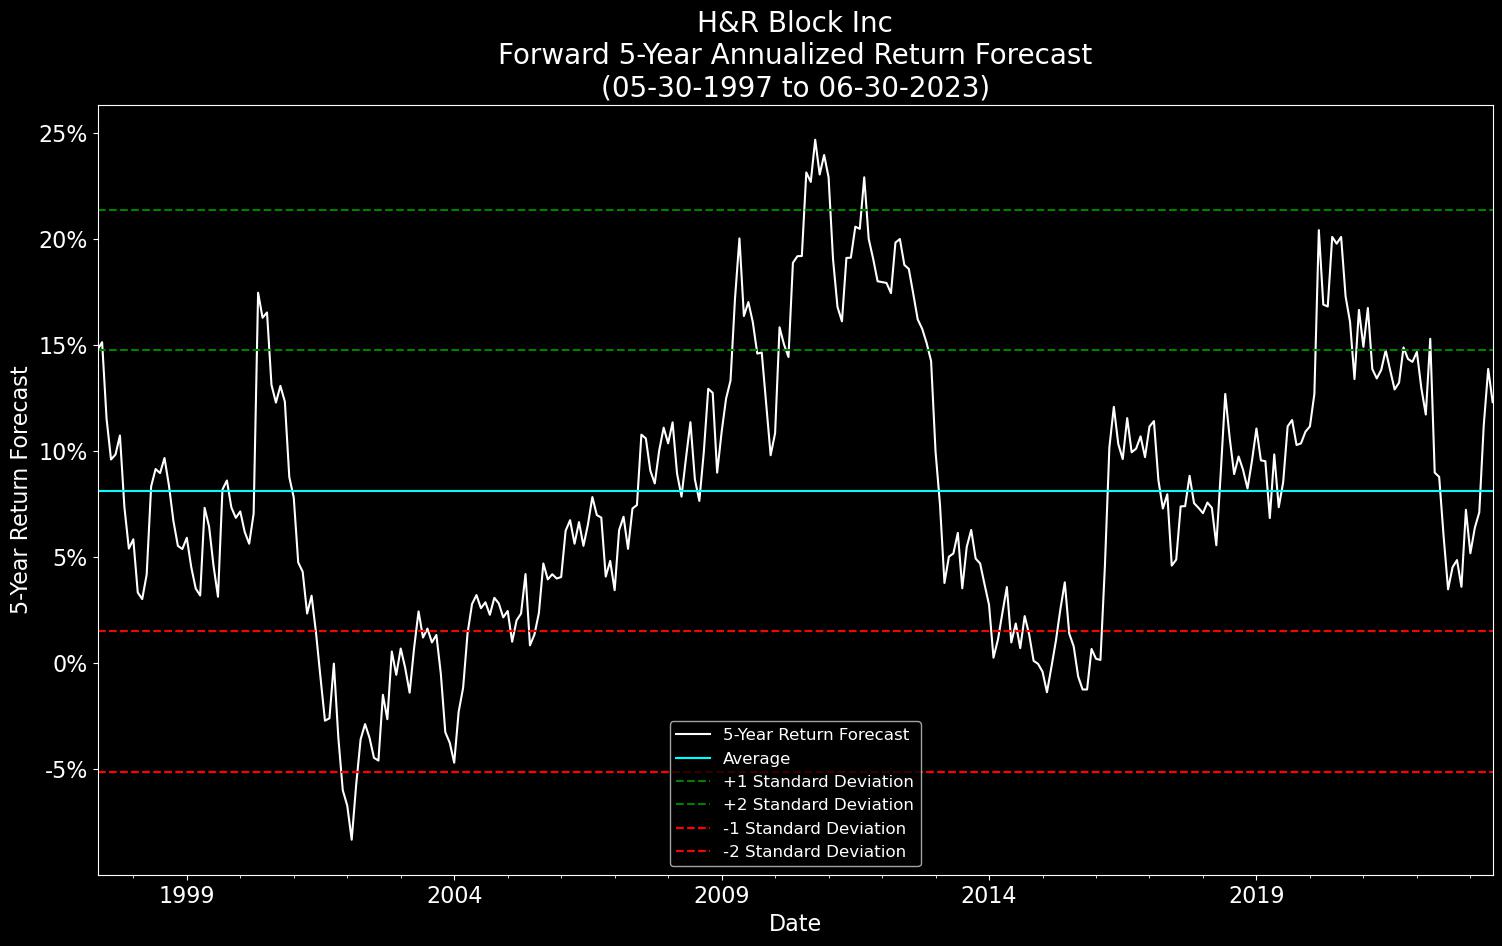 H&R Block Inc
Forward 5-Year Annualized Return Forecast
(05-30-1997 to 06-30-2023)
5-Year Return Forecast
25%
20%
15%
10%
5%
0%
-5%
5-Year Return Forecast
Average
+1 Standard Deviation
+2 Standard Deviation
-1 Standard Deviation
-2 Standard Deviation
1999
2004
2009
2014
2019
Date